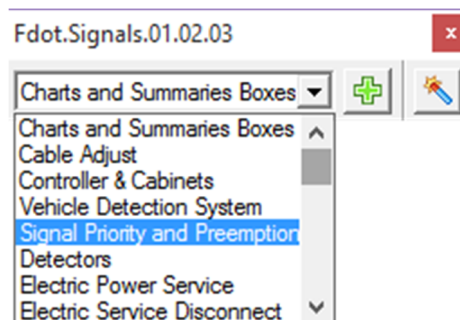 Fdot.Signals.01.02.03
x
Charts and Summaries Boxes
Charts and Summaries Boxes
Cable Adjust
Controller & Cabinets
Vehicle Detection System
Signal Priority and Preemption
Detectors
Electric Power Service
Electric Service Disconnect